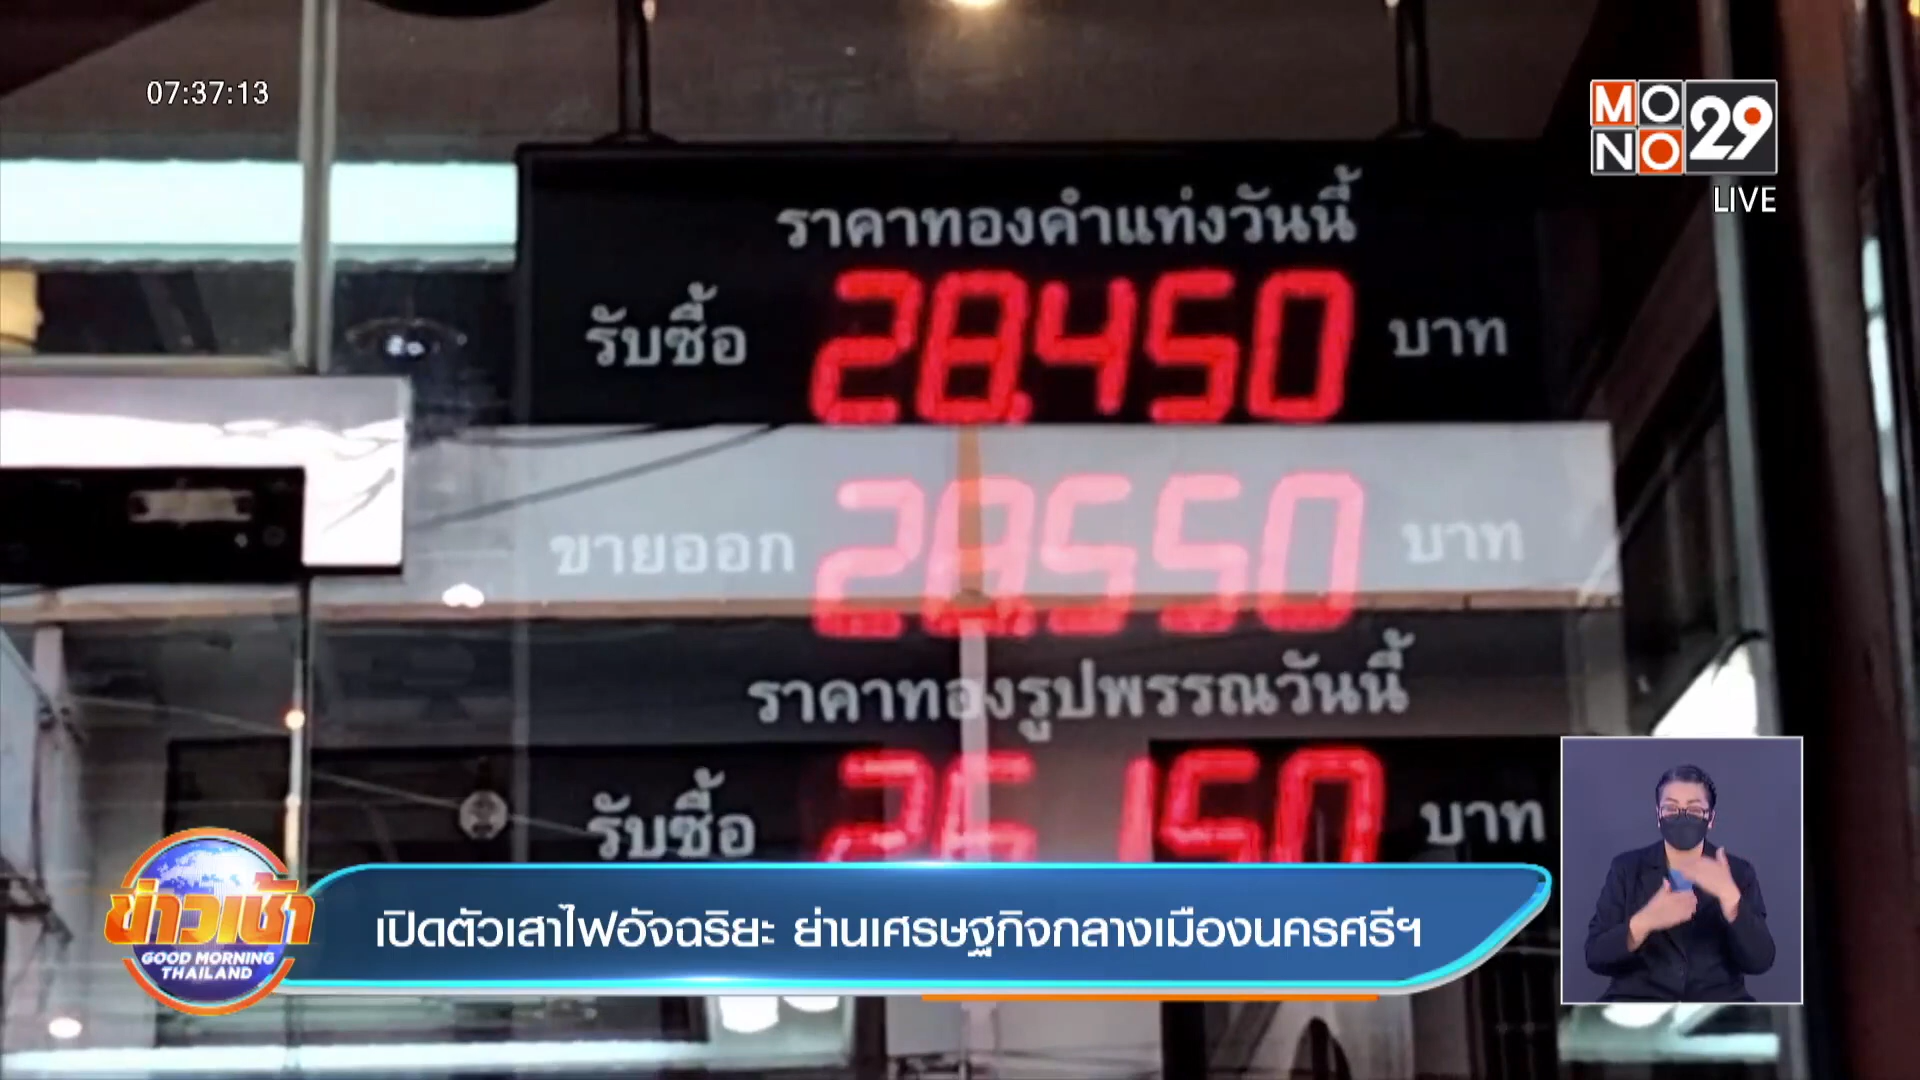 07:37:13
MONO 29
LIVE
ราคาทองคำแท่งวันนี้
รับซื้อ 28.450 บาท
ขายออก 28.550 บาท
ราคาทองรูปพรรณวันนี้
รับซื้อ 26.150 บาท
ข่าวเช้า
GOOD MORNING
THAILAND
เปิดตัวเสาไฟอัจฉริยะ ย่านเศรษฐกิจกลางเมืองนครศรีฯ